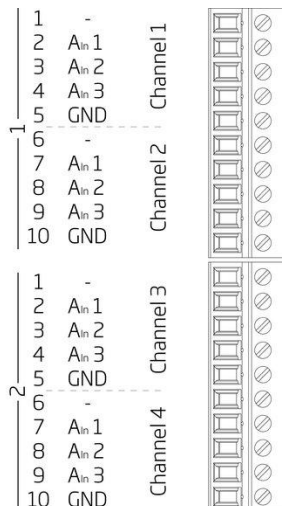 1 -
2 AIn 1
3 AIn 2
4 AIn 3
5 GND
Channel 1
1
6 -
7 AIn 1
8 AIn 2
9 AIn 3
10 GND
Channel 2
1 -
2 AIn 1
3 AIn 2
4 AIn 3
5 GND
Channel 3
2
6 -
7 AIn 1
8 AIn 2
9 AIn 3
10 GND
Channel 4